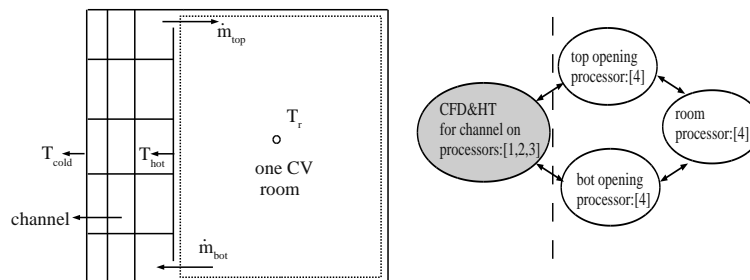 ṁtop
Tr
Tcold
Thot
one CV
room
channel
ṁbot
top opening
processor:[4]
CFD&HT
for channel on
processors:[1,2,3]
room
processor:[4]
bot opening
processor:[4]